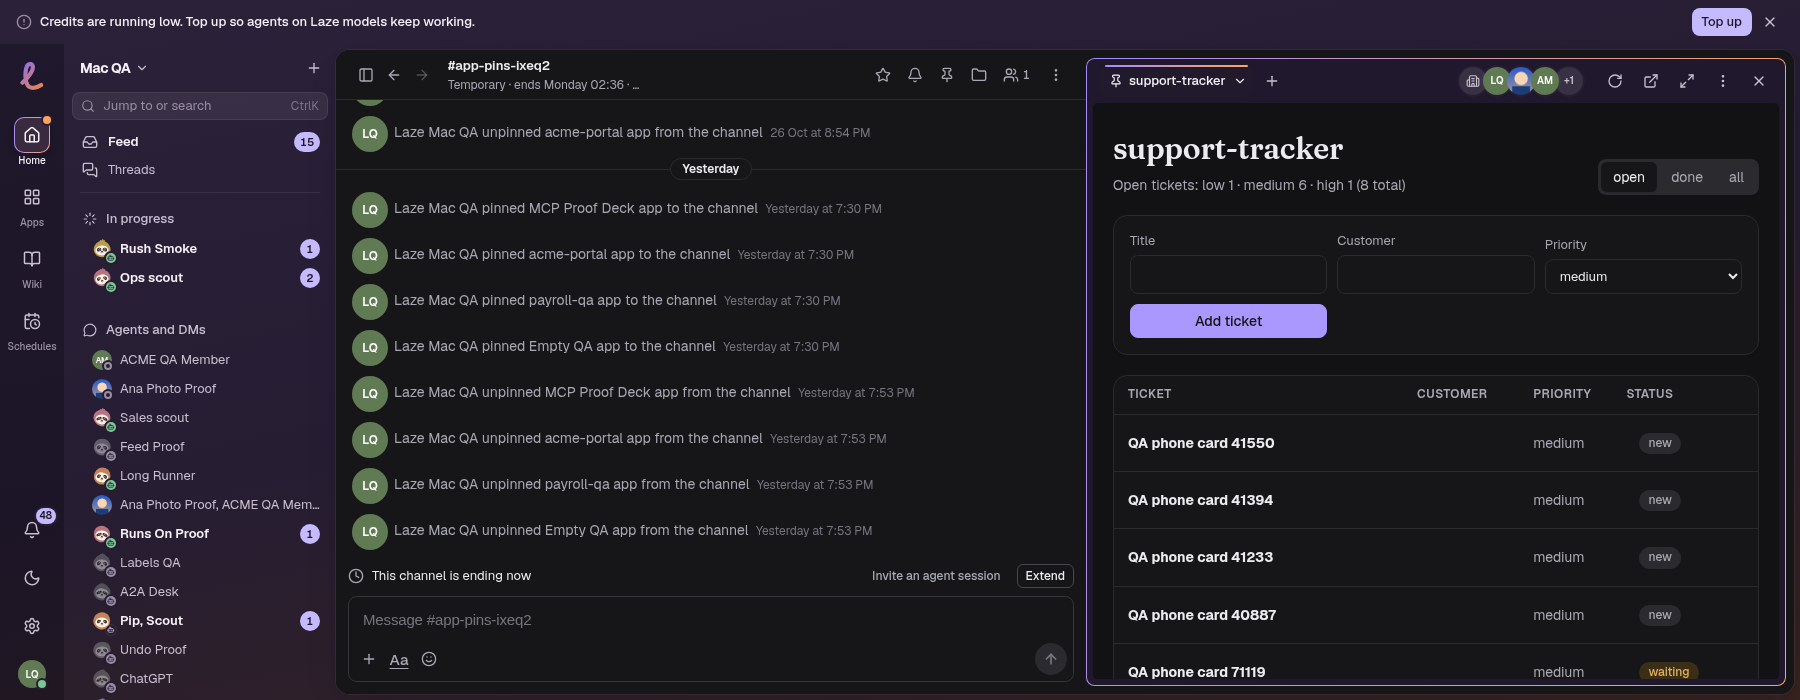 Credits are running low. Top up so agents on Laze models keep working.
Top up
Mac QA
Jump to or search
CtrlK
Feed
15
Threads
In progress
Rush Smoke
1
Ops scout
2
Agents and DMs
ACME QA Member
Ana Photo Proof
Sales scout
Feed Proof
Long Runner
Ana Photo Proof, ACME QA Mem...
Runs On Proof
1
Labels QA
A2A Desk
Pip, Scout
1
Undo Proof
ChatGPT
Home
Apps
Wiki
Schedules
48
LQ
#app-pins-ixeq2
Temporary · ends Monday 02:36 · ...
1
LQ
Laze Mac QA unpinned acme-portal app from the channel 26 Oct at 8:54 PM
Yesterday
LQ
Laze Mac QA pinned MCP Proof Deck app to the channel Yesterday at 7:30 PM
LQ
Laze Mac QA pinned acme-portal app to the channel Yesterday at 7:30 PM
LQ
Laze Mac QA pinned payroll-qa app to the channel Yesterday at 7:30 PM
LQ
Laze Mac QA pinned Empty QA app to the channel Yesterday at 7:30 PM
LQ
Laze Mac QA unpinned MCP Proof Deck app from the channel Yesterday at 7:53 PM
LQ
Laze Mac QA unpinned acme-portal app from the channel Yesterday at 7:53 PM
LQ
Laze Mac QA unpinned payroll-qa app from the channel Yesterday at 7:53 PM
LQ
Laze Mac QA unpinned Empty QA app from the channel Yesterday at 7:53 PM
This channel is ending now
Invite an agent session
Extend
Message #app-pins-ixeq2
Aa
support-tracker
LQ
AM
+1
support-tracker
Open tickets: low 1 · medium 6 · high 1 (8 total)
open
done
all
Title
Customer
Priority
medium
Add ticket
TICKET CUSTOMER PRIORITY STATUS
QA phone card 41550 medium new
QA phone card 41394 medium new
QA phone card 41233 medium new
QA phone card 40887 medium new
QA phone card 71119 medium waiting